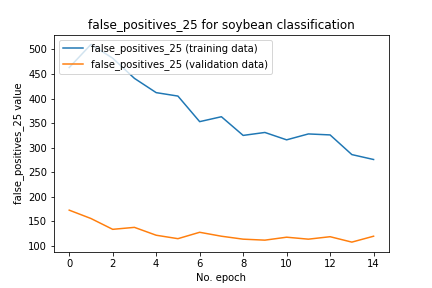 false_positives_25 for soybean classification
false_positives_25 (training data)
false_positives_25 (validation data)
false_positives_25 value
500
450
400
350
300
250
200
150
100
0 2 4 6 8 10 12 14
No. epoch